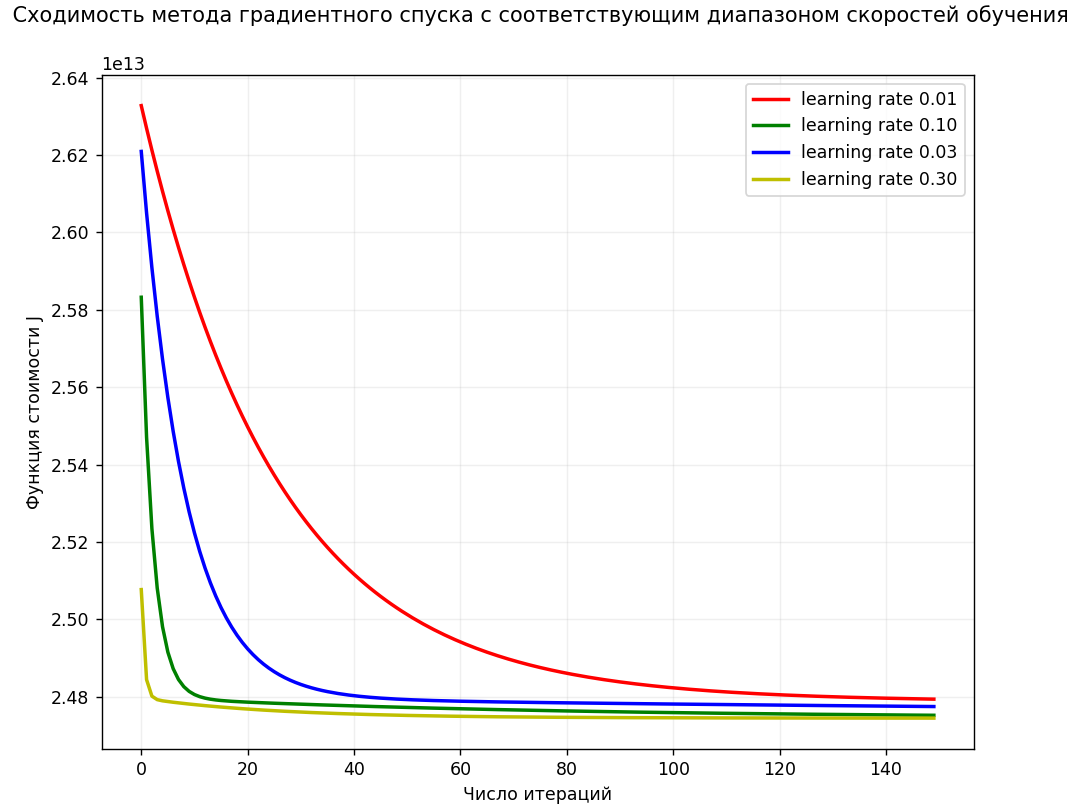 Сходимость метода градиентного спуска с соответствующим диапазоном скоростей обучения
1e13
2.64
2.62
2.60
2.58
2.56
2.54
2.52
2.50
2.48
Функция стоимости J
learning rate 0.01
learning rate 0.10
learning rate 0.03
learning rate 0.30
0 20 40 60 80 100 120 140
Число итераций